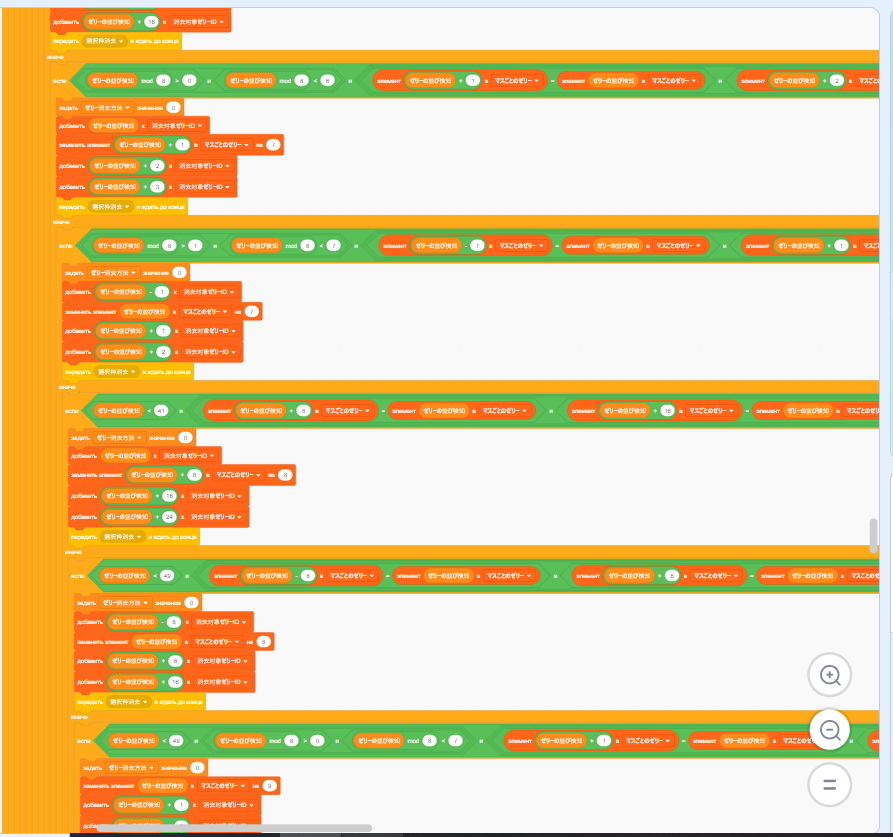 добавить ゼリーの並び検知 + 16 к 消去対象ゼリーID
передать 選択枠消去 и ждать до конца
иначе
если ゼリーの並び検知 mod 8 > 0 и ゼリーの並び検知 mod 8 < 6 и элемент ゼリーの並び検知 + 1 в マスごとのゼリー = элемент ゼリーの並び検知 в マスごとのゼリー и элемент ゼリーの並び検知 + 2 в マスごと
задать ゼリー消去方法 значение 0
добавить ゼリーの並び検知 к 消去対象ゼリーID
заменить элемент ゼリーの並び検知 + 1 в マスごとのゼリー на 7
добавить ゼリーの並び検知 + 2 к 消去対象ゼリーID
добавить ゼリーの並び検知 + 3 к 消去対象ゼリーID
передать 選択枠消去 и ждать до конца
иначе
если ゼリーの並び検知 mod 8 > 1 и ゼリーの並び検知 mod 8 < 7 и элемент ゼリーの並び検知 - 1 в マスごとのゼリー = элемент ゼリーの並び検知 в マスごとのゼリー и элемент ゼリーの並び検知 + 1 в マス
задать ゼリー消去方法 значение 0
добавить ゼリーの並び検知 - 1 к 消去対象ゼリーID
заменить элемент ゼリーの並び検知 в マスごとのゼリー на 7
добавить ゼリーの並び検知 + 1 к 消去対象ゼリーID
добавить ゼリーの並び検知 + 2 к 消去対象ゼリーID
передать 選択枠消去 и ждать до конца
иначе
если ゼリーの並び検知 < 41 и элемент ゼリーの並び検知 + 8 в マスごとのゼリー = элемент ゼリーの並び検知 в マスごとのゼリー и элемент ゼリーの並び検知 + 16 в マスごとのゼリー = элемент ゼリーの並び検知 в マスごとのゼリ
задать ゼリー消去方法 значение 0
добавить ゼリーの並び検知 к 消去対象ゼリーID
заменить элемент ゼリーの並び検知 + 8 в マスごとのゼリー на 8
добавить ゼリーの並び検知 + 16 к 消去対象ゼリーID
добавить ゼリーの並び検知 + 24 к 消去対象ゼリーID
передать 選択枠消去 и ждать до конца
иначе
если ゼリーの並び検知 < 49 и элемент ゼリーの並び検知 - 8 в マスごとのゼリー = элемент ゼリーの並び検知 в マスごとのゼリー и элемент ゼリーの並び検知 + 8 в マスごとのゼリー = элемент ゼリーの並び検知 в マスごとのゼ
задать ゼリー消去方法 значение 0
добавить ゼリーの並び検知 - 8 к 消去対象ゼリーID
заменить элемент ゼリーの並び検知 в マスごとのゼリー на 8
добавить ゼリーの並び検知 + 8 к 消去対象ゼリーID
добавить ゼリーの並び検知 + 16 к 消去対象ゼリーID
передать 選択枠消去 и ждать до конца
иначе
если ゼリーの並び検知 < 49 и ゼリーの並び検知 mod 8 > 0 и ゼリーの並び検知 mod 8 < 7 и элемент ゼリーの並び検知 + 1 в マスごとのゼリー = элемент ゼリーの並び検知 в マスごとのゼ
задать ゼリー消去方法 значение 0
заменить элемент ゼリーの並び検知 в マスごとのゼリー на 9
добавить ゼリーの並び検知 + 1 к 消去対象ゼリーID